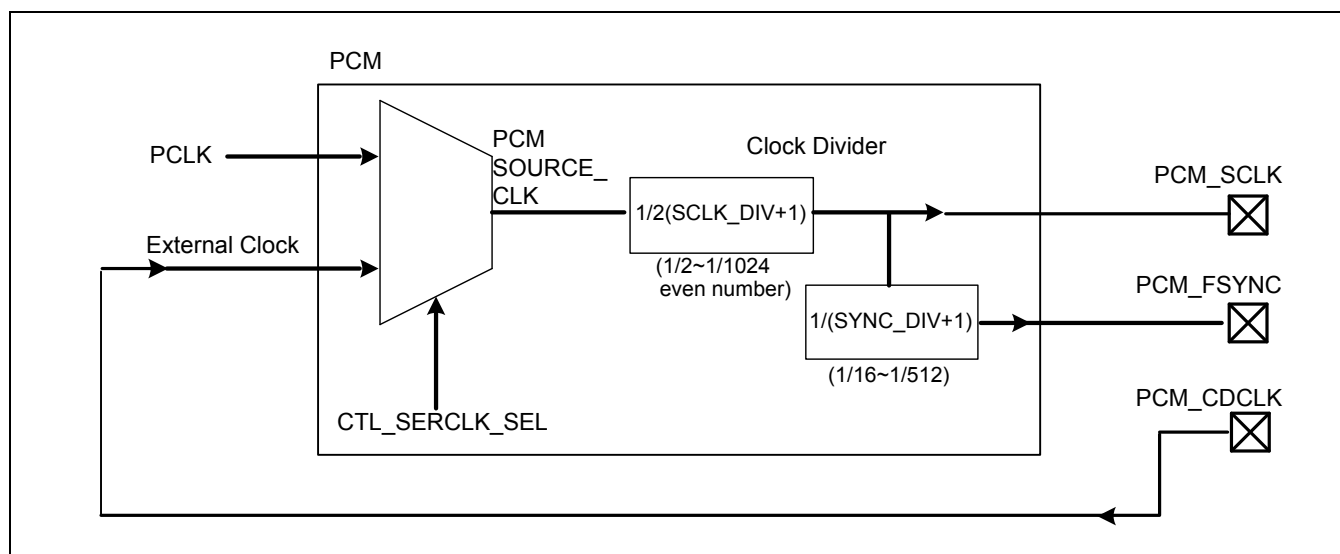 PCM
PCLK
External Clock
PCM
SOURCE_
CLK
CTL_SERCLK_SEL
Clock Divider
1/2(SCLK_DIV+1)
(1/2~1/1024
even number)
1/(SYNC_DIV+1)
(1/16~1/512)
PCM_SCLK
PCM_FSYNC
PCM_CDCLK